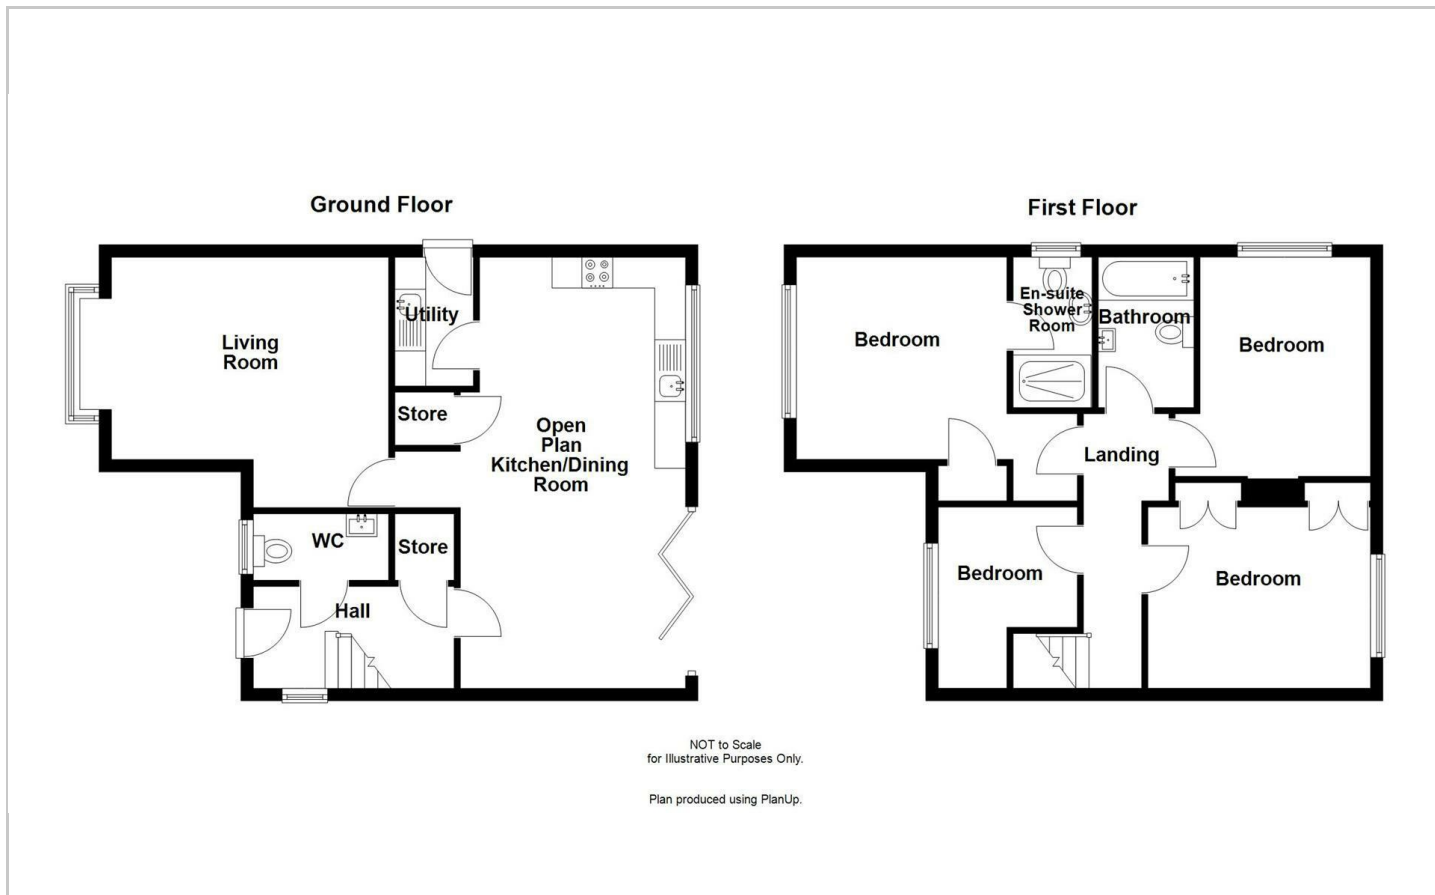 Ground Floor
Living
Room
Utility
Store
Open
Plan
Kitchen/Dining
Room
WC
Store
Hall
First Floor
Bedroom
En-suite
Shower
Room
Bathroom
Bedroom
Landing
Bedroom
Bedroom
NOT to Scale
for Illustrative Purposes Only.
Plan produced using PlanUp.